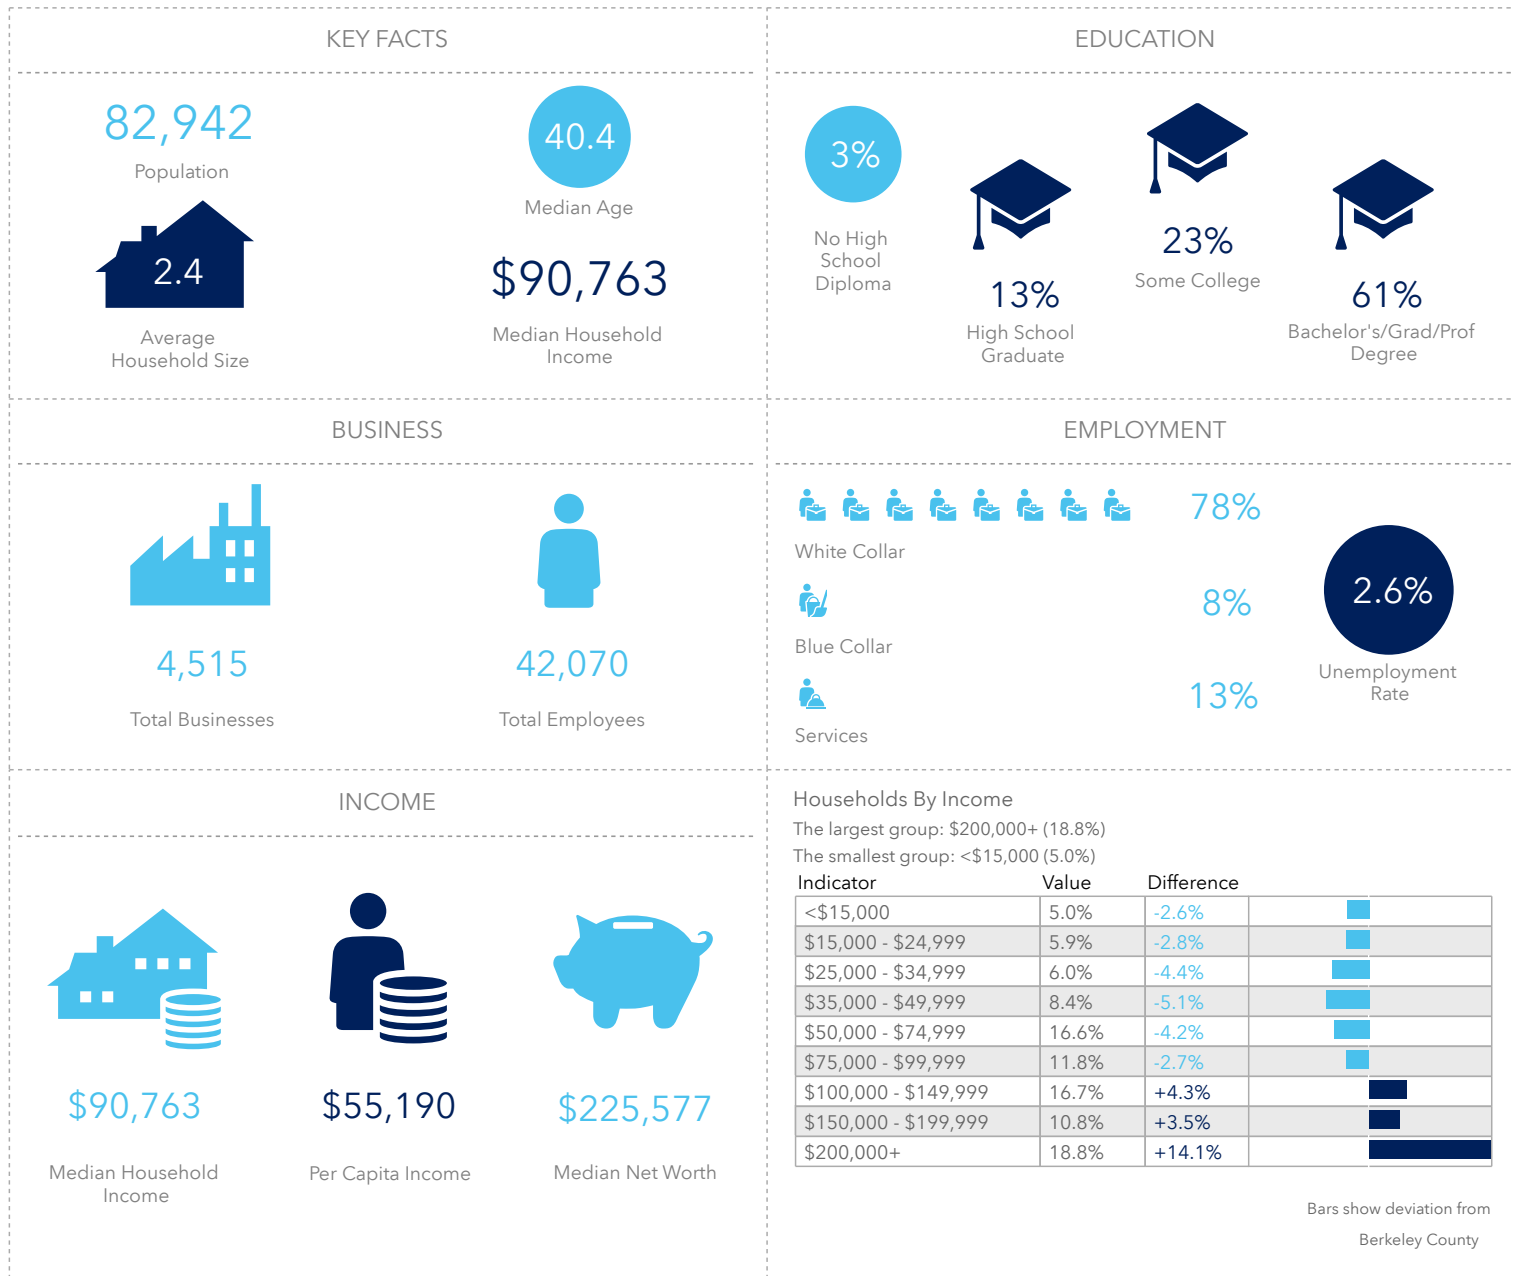 KEY FACTS
82,942
Population
40.4
Median Age
2.4
Average
Household Size
$90,763
Median Household
Income
EDUCATION
3%
No High
School
Diploma
13%
High School
Graduate
23%
Some College
61%
Bachelor's/Grad/Prof
Degree
BUSINESS
4,515
Total Businesses
42,070
Total Employees
EMPLOYMENT
78%
White Collar
8%
Blue Collar
13%
Services
2.6%
Unemployment
Rate
INCOME
$90,763
Median Household
Income
$55,190
Per Capita Income
$225,577
Median Net Worth
Households By Income
The largest group: $200,000+ (18.8%)
The smallest group: <$15,000 (5.0%)
Indicator Value Difference
<$15,000 5.0% -2.6%
$15,000 - $24,999 5.9% -2.8%
$25,000 - $34,999 6.0% -4.4%
$35,000 - $49,999 8.4% -5.1%
$50,000 - $74,999 16.6% -4.2%
$75,000 - $99,999 11.8% -2.7%
$100,000 - $149,999 16.7% +4.3%
$150,000 - $199,999 10.8% +3.5%
$200,000+ 18.8% +14.1%
Bars show deviation from
Berkeley County